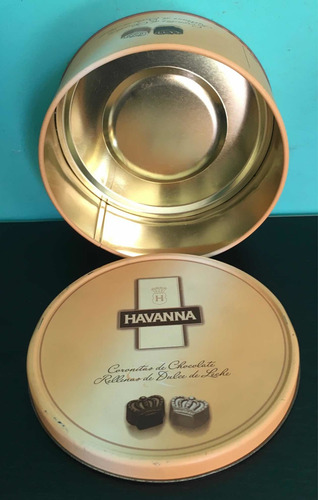 H
HAVANNA
Coronitas de Chocolate
Rellenas de Dulce de Leche